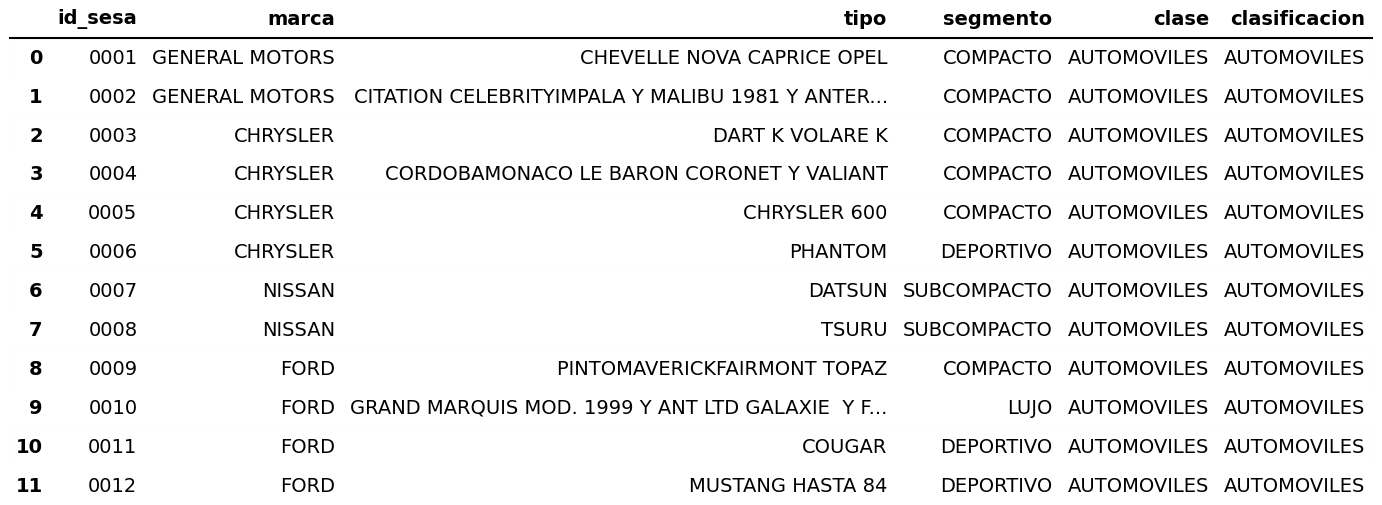 id_sesa marca tipo segmento clase clasificacion
0 0001 GENERAL MOTORS CHEVELLE NOVA CAPRICE OPEL COMPACTO AUTOMOVILES AUTOMOVILES
1 0002 GENERAL MOTORS CITATION CELEBRITYIMPALA Y MALIBU 1981 Y ANTER... COMPACTO AUTOMOVILES AUTOMOVILES
2 0003 CHRYSLER DART K VOLARE K COMPACTO AUTOMOVILES AUTOMOVILES
3 0004 CHRYSLER CORDOBAMONACO LE BARON CORONET Y VALIANT COMPACTO AUTOMOVILES AUTOMOVILES
4 0005 CHRYSLER CHRYSLER 600 COMPACTO AUTOMOVILES AUTOMOVILES
5 0006 CHRYSLER PHANTOM DEPORTIVO AUTOMOVILES AUTOMOVILES
6 0007 NISSAN DATSUN SUBCOMPACTO AUTOMOVILES AUTOMOVILES
7 0008 NISSAN TSURU SUBCOMPACTO AUTOMOVILES AUTOMOVILES
8 0009 FORD PINTOMAVERICKFAIRMONT TOPAZ COMPACTO AUTOMOVILES AUTOMOVILES
9 0010 FORD GRAND MARQUIS MOD. 1999 Y ANT LTD GALAXIE  Y F... LUJO AUTOMOVILES AUTOMOVILES
10 0011 FORD COUGAR DEPORTIVO AUTOMOVILES AUTOMOVILES
11 0012 FORD MUSTANG HASTA 84 DEPORTIVO AUTOMOVILES AUTOMOVILES